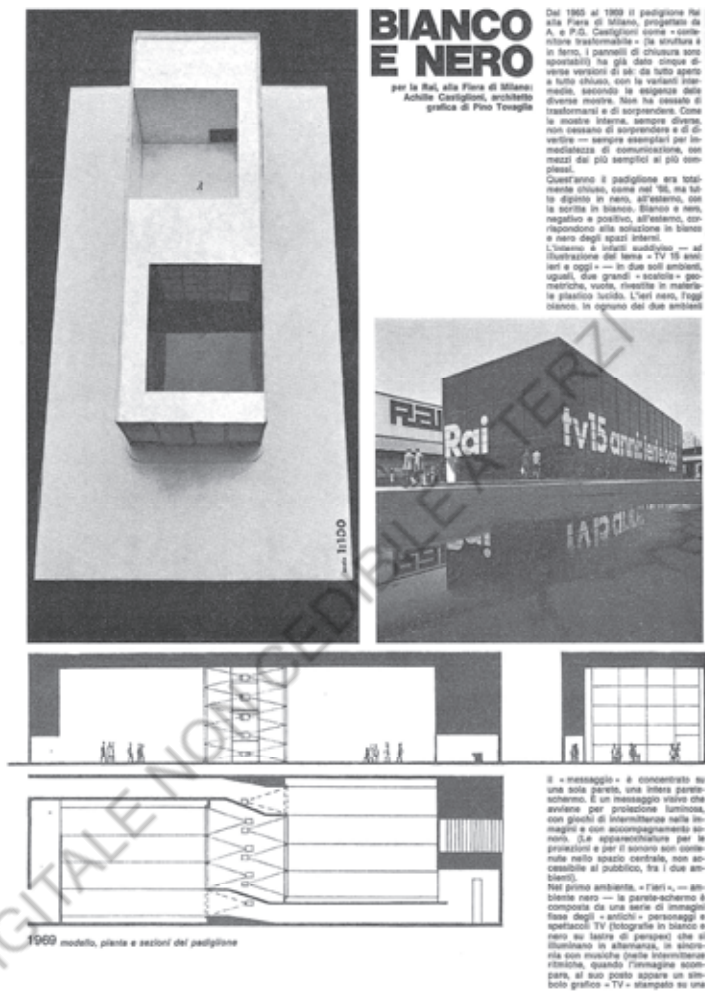 BIANCO
E NERO
per la Rai, alla Fiera di Milano:
Achille Castiglioni, architetto
grafica di Pino Tovaglia
Dal 1965 al 1969 il padiglione Rai
alla Fiera di Milano, progettato da
A. e P.G. Castiglioni come «conte-
nitore trasformabile» (la struttura è
in ferro, i pannelli di chiusura sono
spostabili) ha già dato cinque di-
verse versioni di sé: da tutto aperto
a tutto chiuso, con le varianti inter-
medie, secondo le esigenze delle
diverse mostre. Non ha cessato di
trasformarsi e di sorprendere. Come
le mostre interne, sempre diverse,
non cessano di sorprendere e di di-
vertire — sempre esemplari per im-
mediatezza di comunicazione, con
mezzi dai più semplici ai più com-
plessi.
Quest'anno il padiglione era total-
mente chiuso, come nel '66, ma tut-
to dipinto in nero, all'esterno, con
la scritta in bianco. Bianco e nero,
negativo e positivo, all'esterno, cor-
rispondono alla soluzione in bianco
e nero degli spazi interni.
L'interno è infatti suddiviso — ad
illustrazione del tema «TV 15 anni:
ieri e oggi» — in due soli ambienti,
uguali, due grandi «scatole» geo-
metriche, vuote, rivestite in materia-
le plastico lucido. L'ieri nero, l'oggi
bianco. In ognuno dei due ambienti
1:100
Rai
Rai
tv15 anni: ieri e oggi
il «messaggio» è concentrato su
una sola parete, una intera parete-
schermo. È un messaggio visivo che
avviene per proiezione luminosa,
con giochi di intermittenze nelle im-
magini e con accompagnamento so-
noro. (Le apparecchiature per le
proiezioni e per il sonoro son conte-
nute nello spazio centrale, non ac-
cessibile al pubblico, fra i due am-
bienti).
Nel primo ambiente, «l'ieri», — am-
biente nero — la parete-schermo è
composta da una serie di immagini
fisse degli «antichi» personaggi e
spettacoli TV (fotografie in bianco e
nero su lastre di perspex) che si
illuminano in alternanza, in sincro-
nia con musiche (nelle intermittenze
ritmiche, quando l'immagine scom-
pare, al suo posto appare un sim-
bolo grafico «TV» stampato su una
1969 modello, pianta e sezioni del padiglione
DIGITALE NON CEDIBILE A TERZI